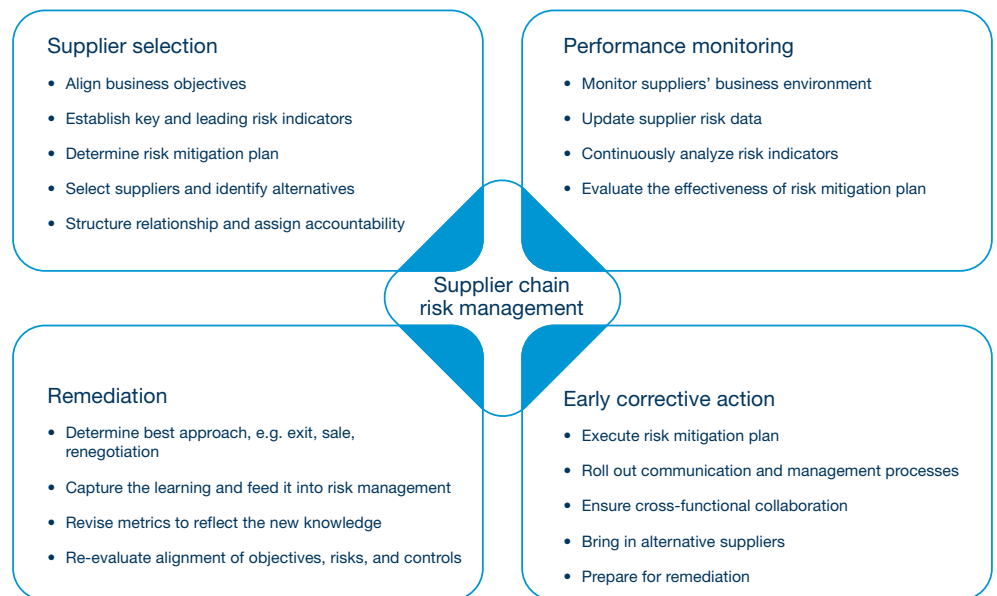 Supplier selection
• Align business objectives
• Establish key and leading risk indicators
• Determine risk mitigation plan
• Select suppliers and identify alternatives
• Structure relationship and assign accountability
Performance monitoring
• Monitor suppliers’ business environment
• Update supplier risk data
• Continuously analyze risk indicators
• Evaluate the effectiveness of risk mitigation plan
Supplier chain
risk management
Remediation
• Determine best approach, e.g. exit, sale,
renegotiation
• Capture the learning and feed it into risk management
• Revise metrics to reflect the new knowledge
• Re-evaluate alignment of objectives, risks, and controls
Early corrective action
• Execute risk mitigation plan
• Roll out communication and management processes
• Ensure cross-functional collaboration
• Bring in alternative suppliers
• Prepare for remediation